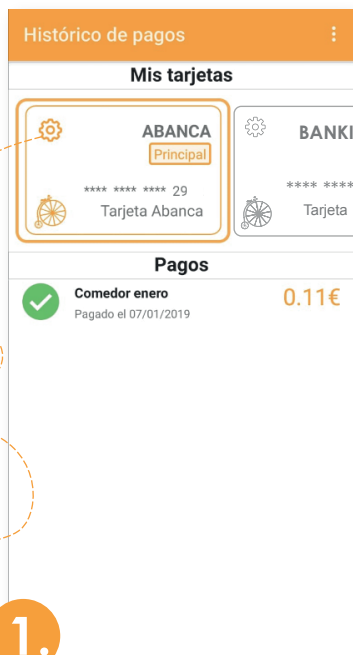 Histórico de pagos
Mis tarjetas
ABANCA
Principal
**** **** **** 29
Tarjeta Abanca
BANKI
**** ****
Tarjeta
Pagos
Comedor enero
0.11€
Pagado el 07/01/2019
1.